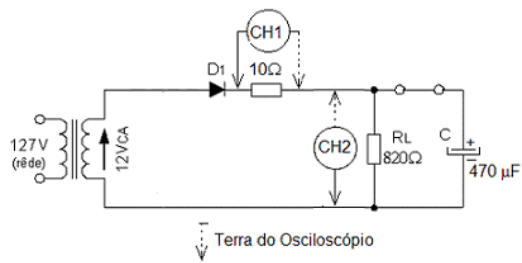 CH1
D1
10Ω
127V
(rêde)
12VCA
CH2
RL
820Ω
C
+
470 µF
Terra do Osciloscópio